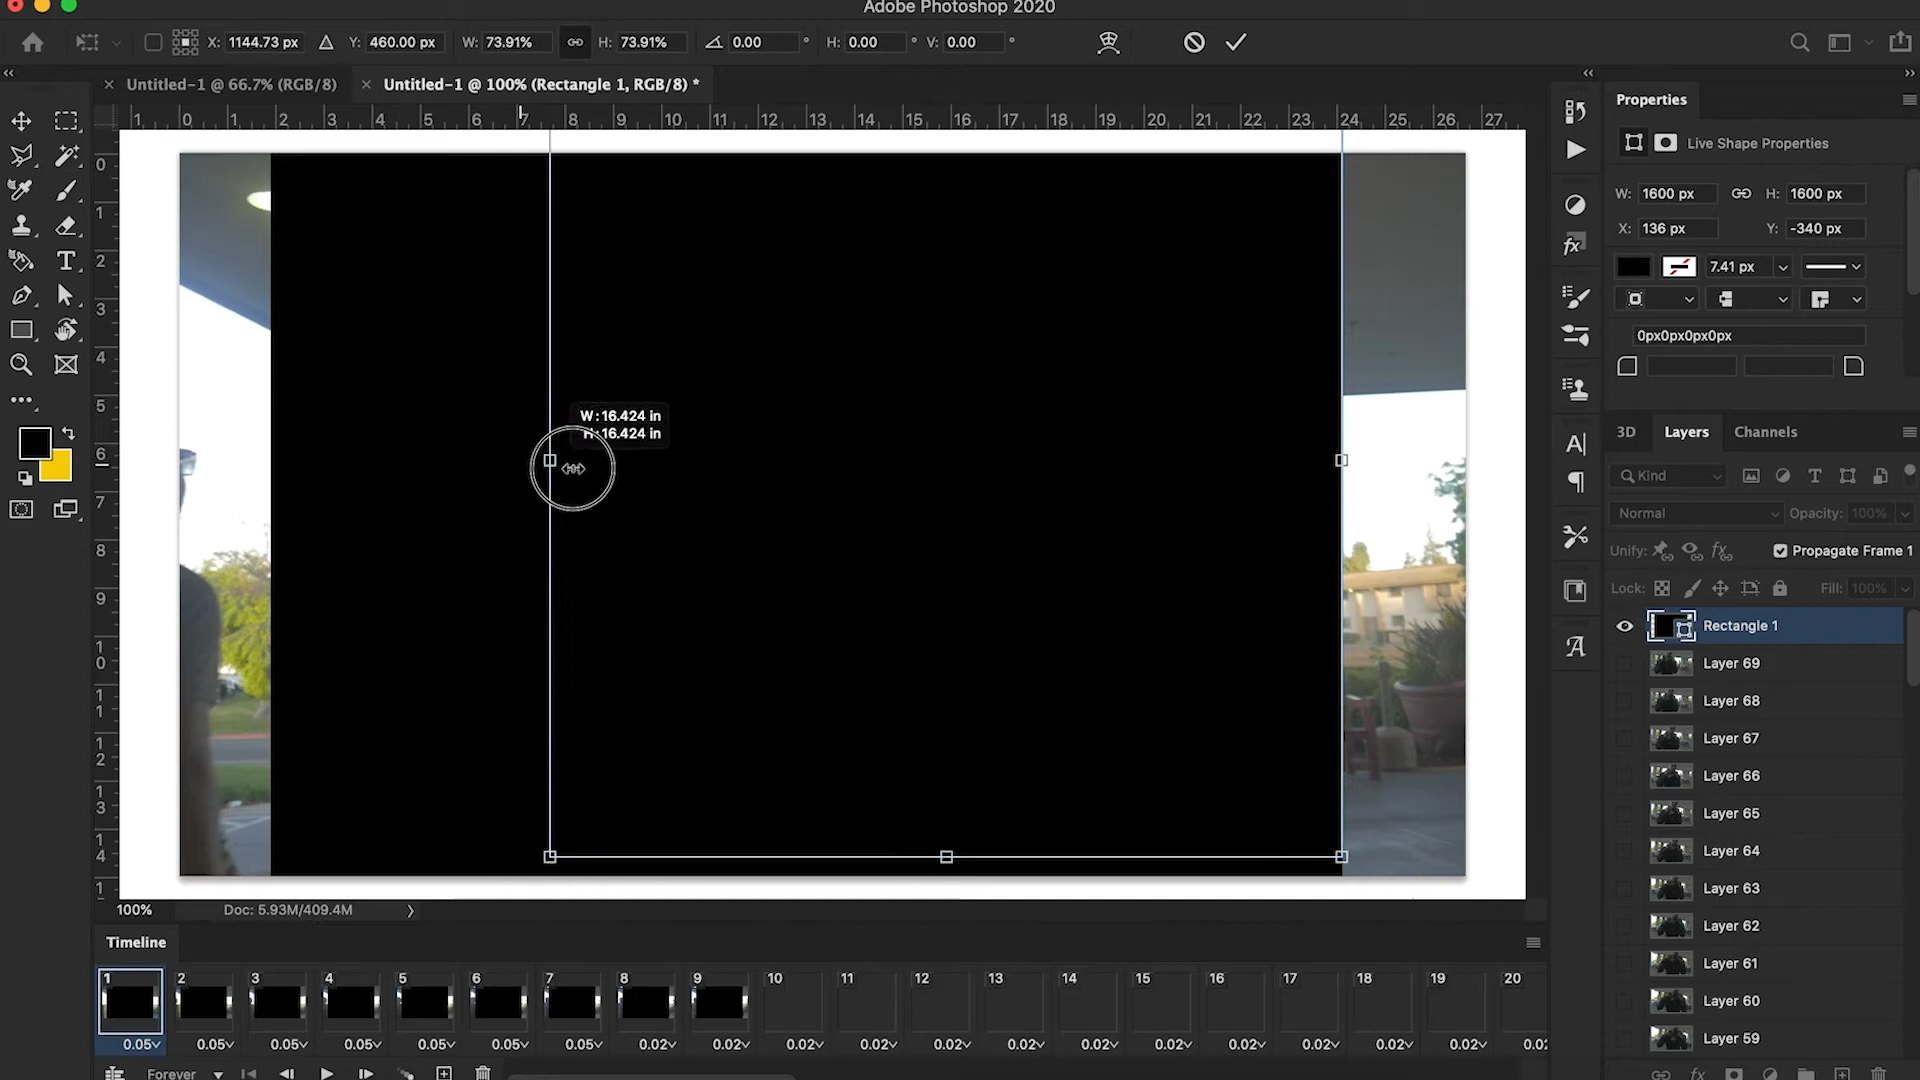 Adobe Photoshop 2020
X: 1144.73 px Y: 460.00 px W: 73.91% H: 73.91% 0.00 ° H: 0.00 ° V: 0.00 °
Untitled-1 @ 66.7% (RGB/8) Untitled-1 @ 100% (Rectangle 1, RGB/8) *
1 0 1 2 3 4 5 6 7 8 9 10 11 12 13 14 15 16 17 18 19 20 21 22 23 24 25 26 27
0
1
2
3
4
5
6
7
8
9
10
11
12
13
14
1
W: 16.424 in
H: 16.424 in
100% Doc: 5.93M/409.4M
Properties
Live Shape Properties
W: 1600 px H: 1600 px
X: 136 px Y: -340 px
7.41 px
0px0px0px0px
3D Layers Channels
Kind
Normal Opacity: 100%
Unify: Propagate Frame 1
Lock: Fill: 100%
Rectangle 1
Layer 69
Layer 68
Layer 67
Layer 66
Layer 65
Layer 64
Layer 63
Layer 62
Layer 61
Layer 60
Layer 59
Timeline
1 2 3 4 5 6 7 8 9 10 11 12 13 14 15 16 17 18 19 20
0.05 0.05 0.05 0.05 0.05 0.05 0.05 0.02 0.02 0.02 0.02 0.02 0.02 0.02 0.02 0.02 0.02 0.02 0.02 0.0
Forever